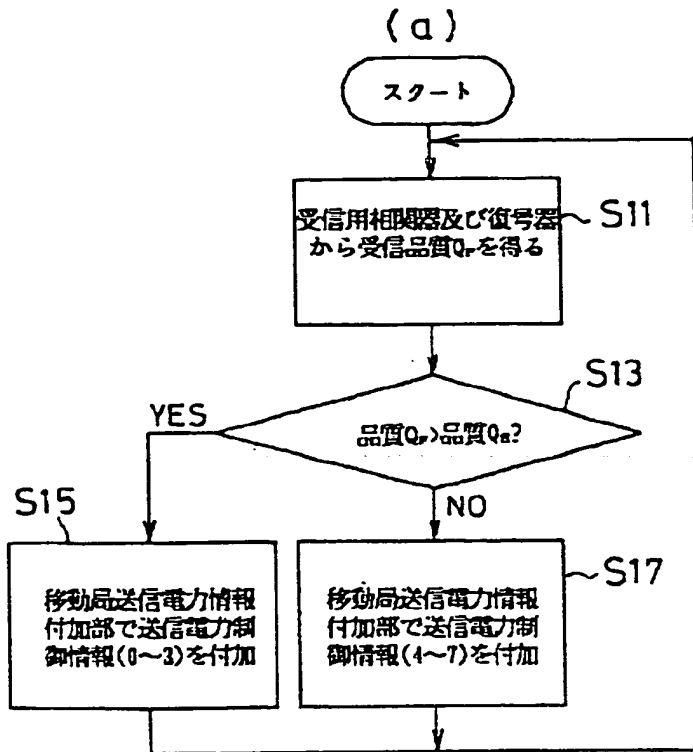 (a)
スタート
受信用相関器及び復号器
から受信品質Qrを得る
S11
S13
品質Qr>品質Qs?
YES
NO
S15
移動局送信電力情報
付加部で送信電力制
御情報(0~3)を付加
S17
移動局送信電力情報
付加部で送信電力制
御情報(4~7)を付加